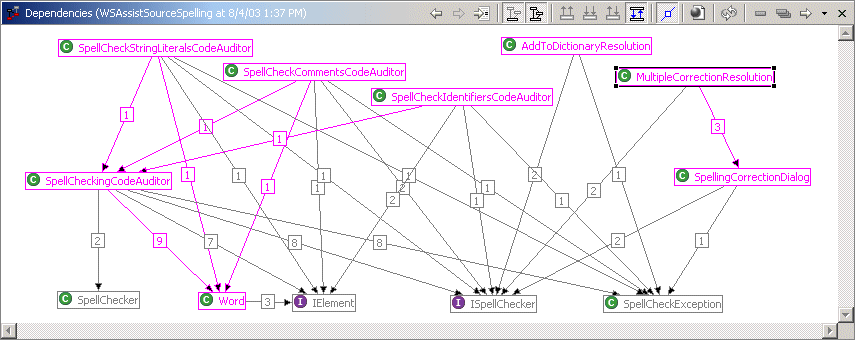 Dependencies (WSAssistSourceSpelling at 8/4/03 1:37 PM)
C SpellCheckStringLiteralsCodeAuditor
C AddToDictionaryResolution
C SpellCheckCommentsCodeAuditor
C MultipleCorrectionResolution
C SpellCheckIdentifiersCodeAuditor
1
1
3
1
C SpellCheckingCodeAuditor
1
1
1
1
1
2
1
2
1
C SpellingCorrectionDialog
1
2
2
1
1
2
9
7
8
8
2
1
C SpellChecker
C Word
3
I IElement
I ISpellChecker
C SpellCheckException